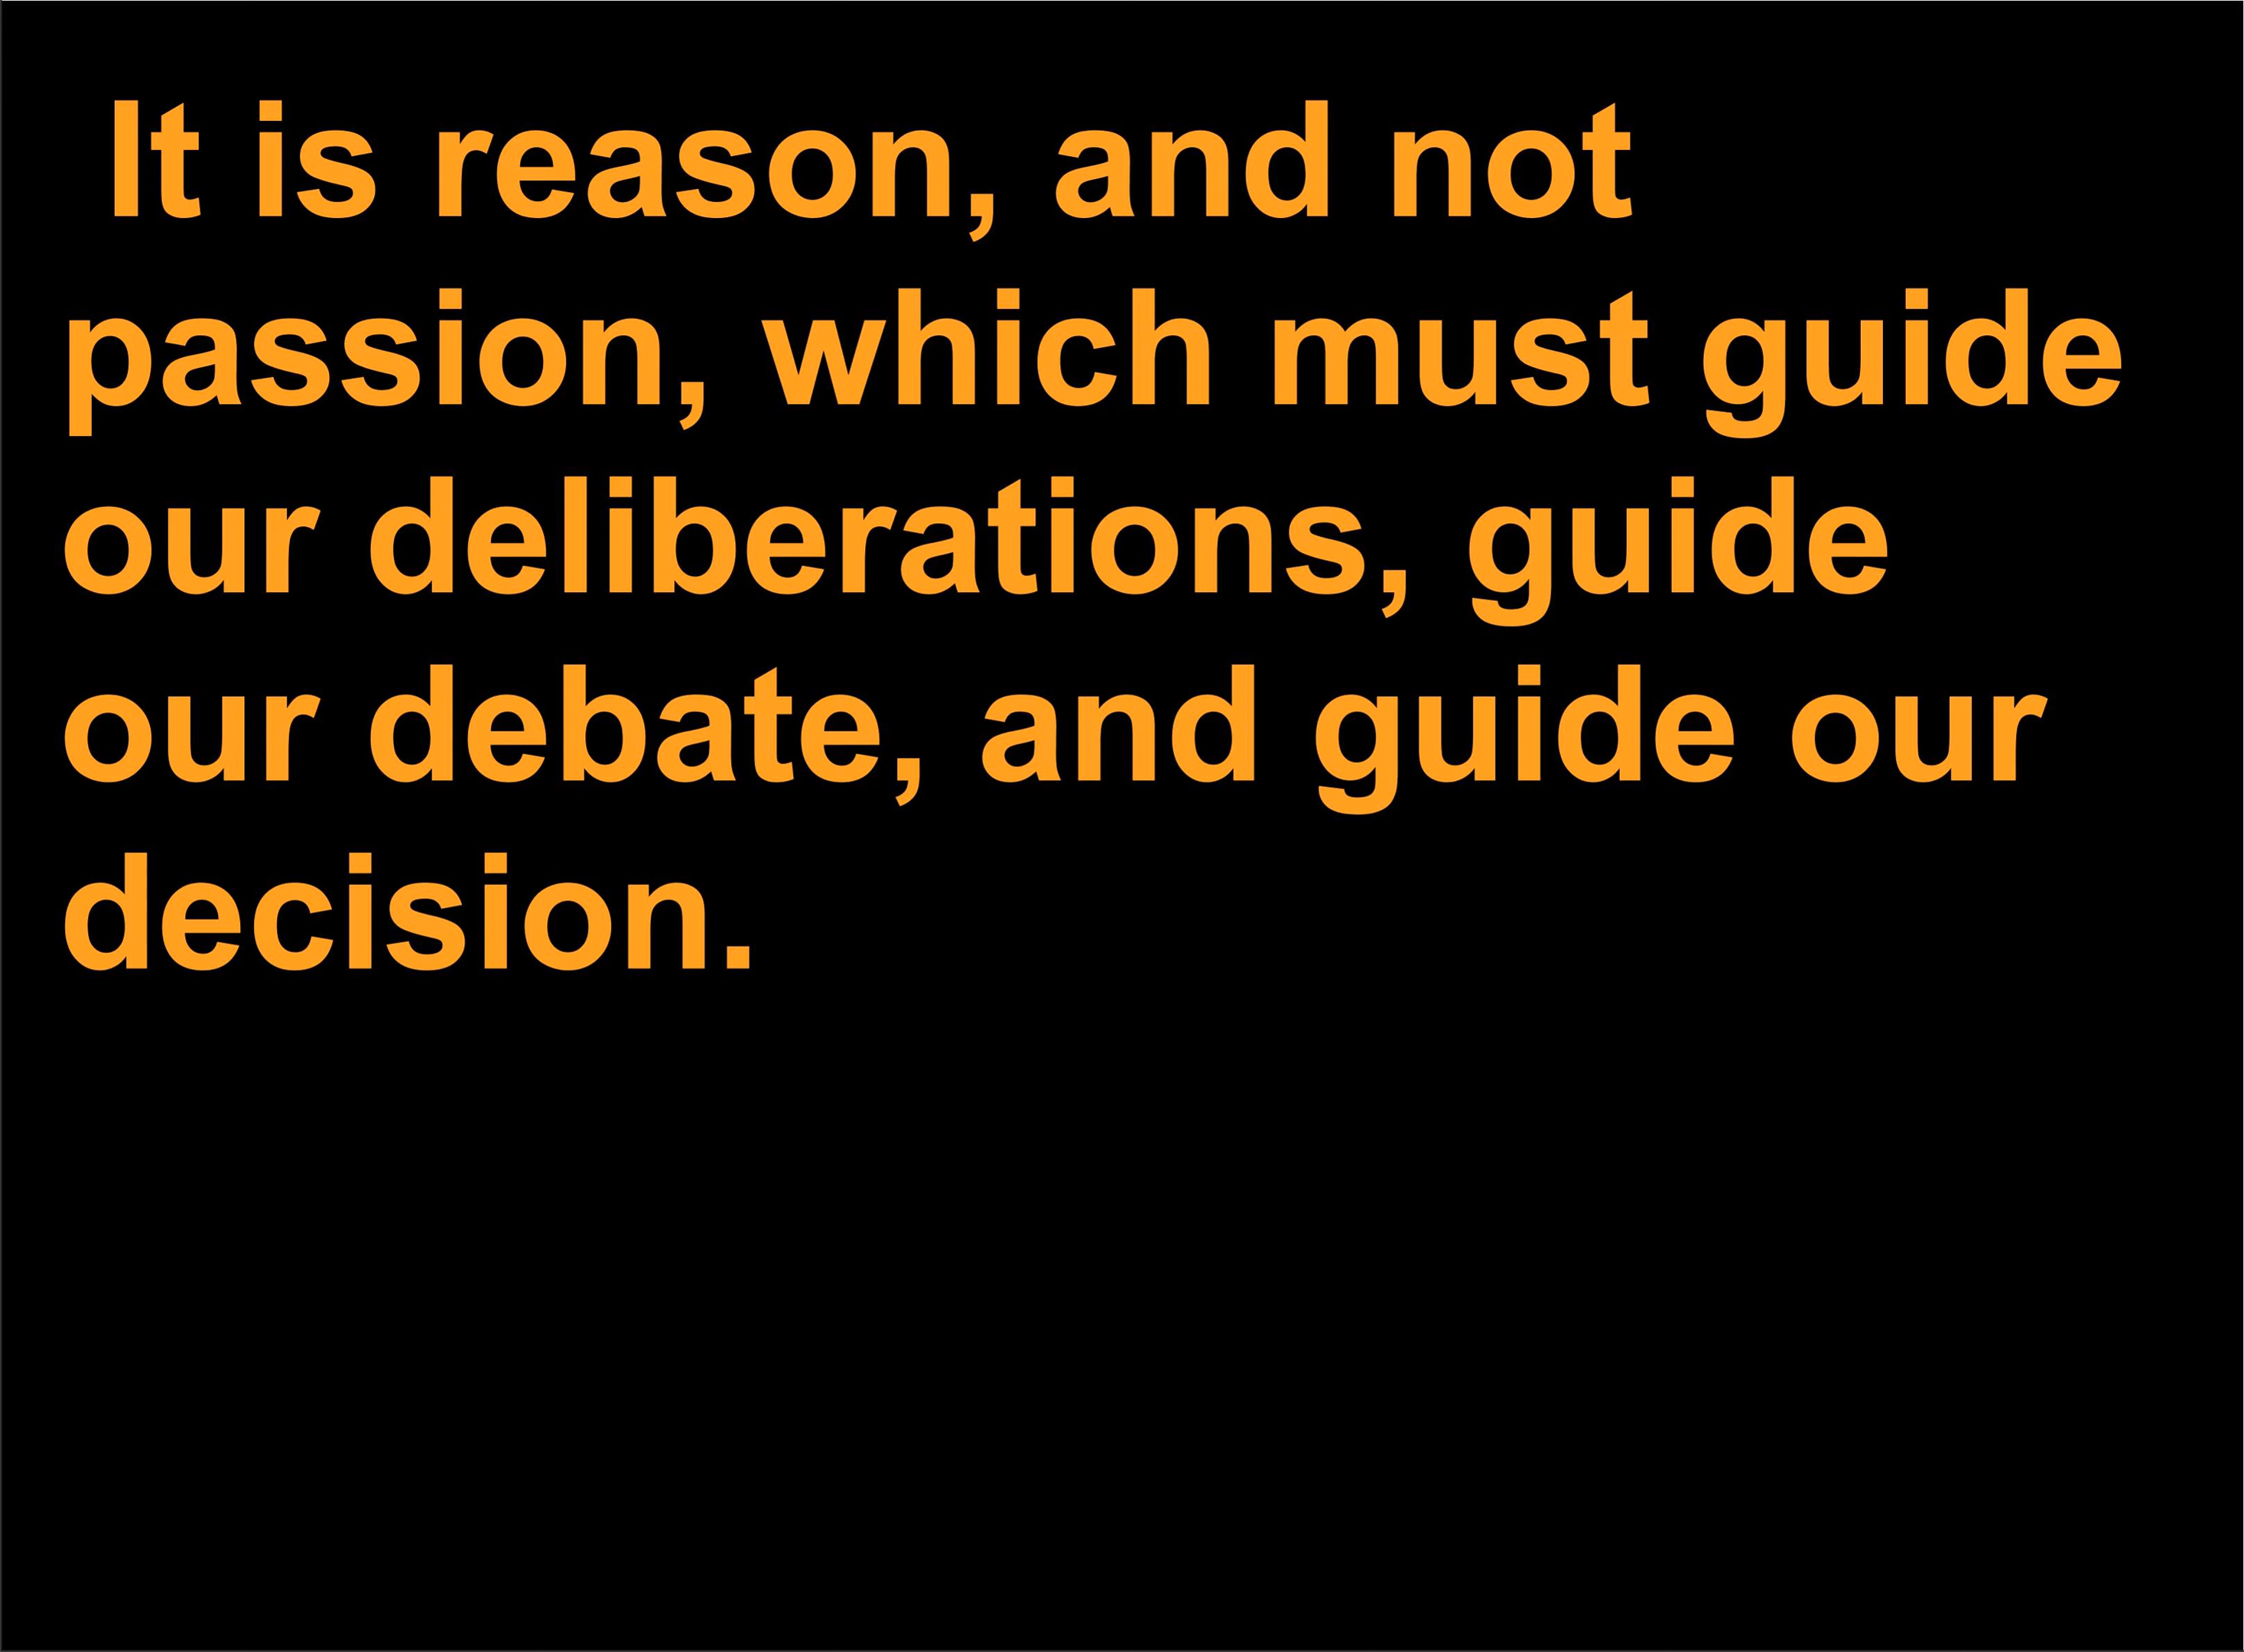 It is reason, and not
passion, which must guide
our deliberations, guide
our debate, and guide our
decision.